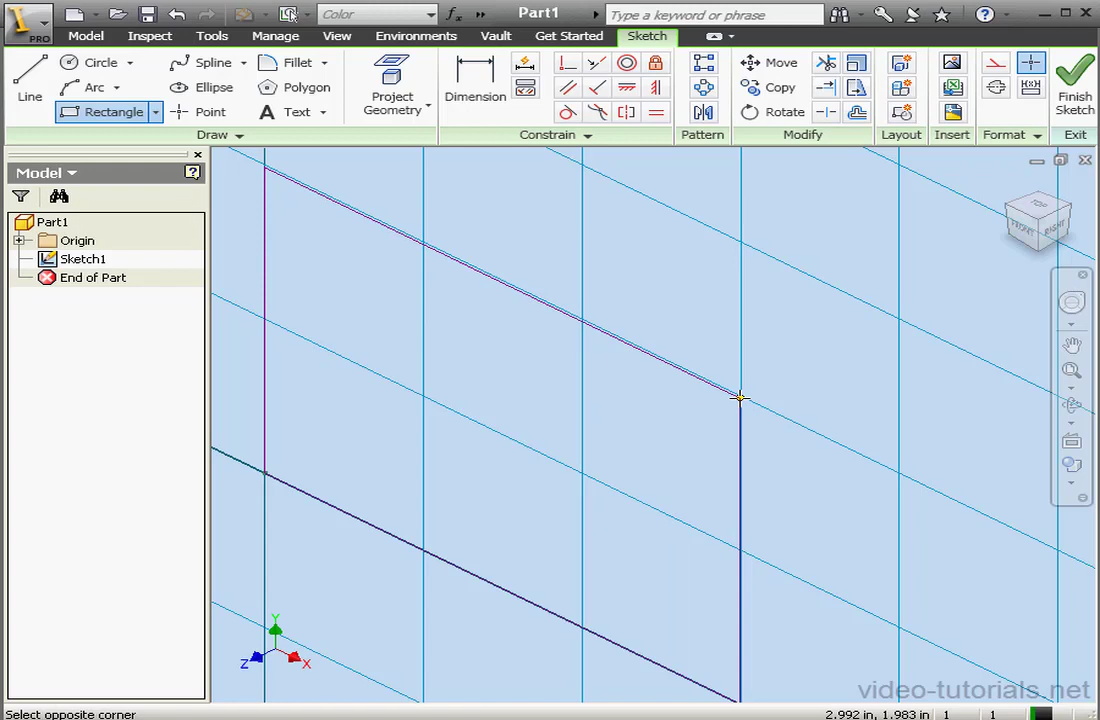 PRO
Color
Part1
Type a keyword or phrase
Model Inspect Tools Manage View Environments Vault Get Started Sketch
Line
Circle
Arc
Rectangle
Spline
Ellipse
Point
Fillet
Polygon
A Text
Project
Geometry
Dimension
Move
Copy
Rotate
Finish
Sketch
Draw Constrain Pattern Modify Layout Insert Format Exit
Model
Part1
Origin
Sketch1
End of Part
TOP
FRONT
RIGHT
Y
Z
X
video-tutorials.net
Select opposite corner
2.992 in, 1.983 in 1 1